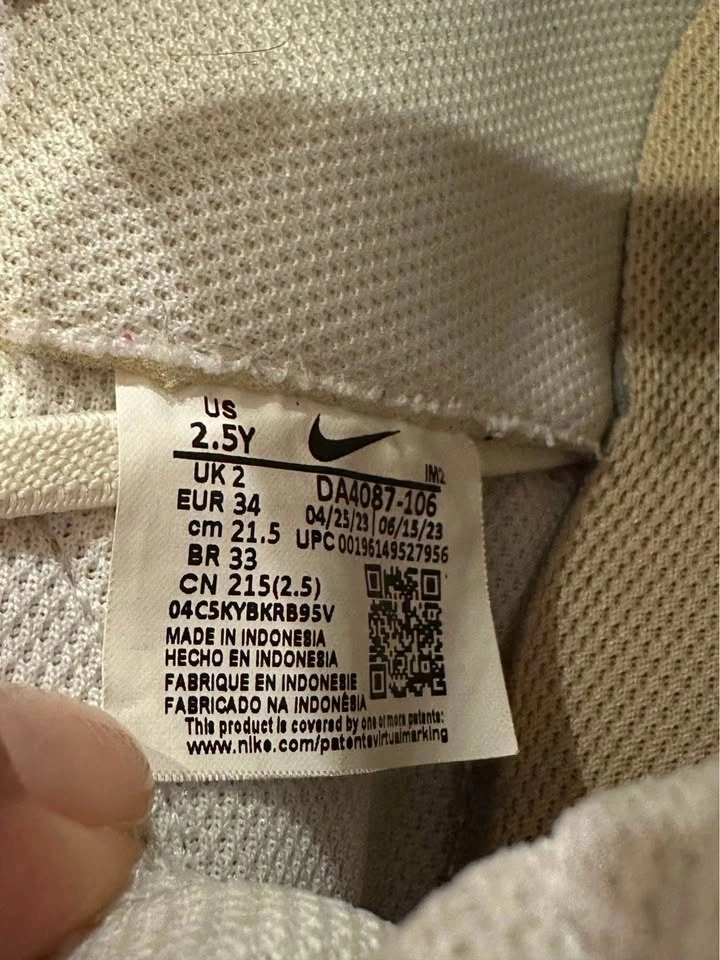 US
2.5Y
UK 2
EUR 34
cm 21.5
BR 33
CN 215(2.5)
04C5KYBKRB95V
IM2
DA4087-106
04/25/23 | 06/15/23
UPC 00196149527956
MADE IN INDONESIA
HECHO EN INDONESIA
FABRIQUE EN INDONESIE
FABRICADO NA INDONÉSIA
This product is covered by one or more patents:
www.nike.com/patentsvirtualmarking